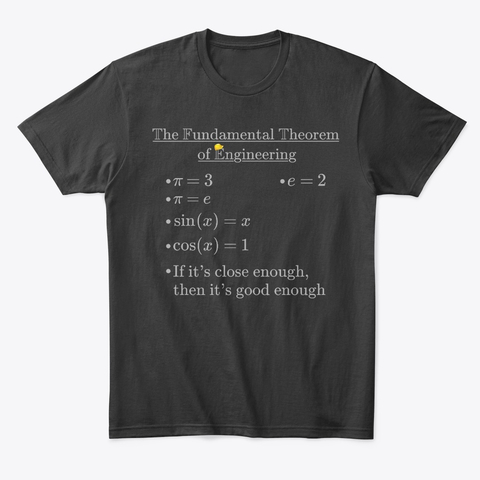 The Fundamental Theorem
of Engineering
• π = 3 • e = 2
• π = e
• sin(x) = x
• cos(x) = 1
• If it's close enough,
then it's good enough